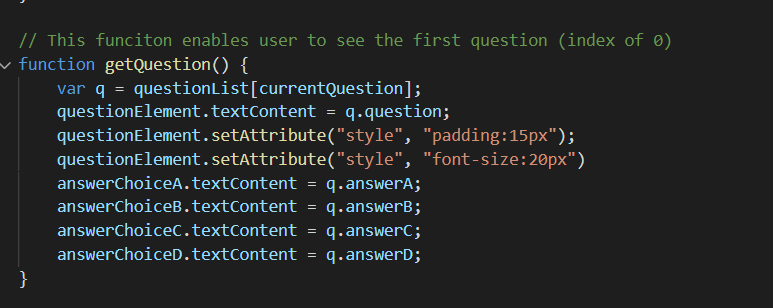 // This funciton enables user to see the first question (index of 0)
function getQuestion() {
    var q = questionList[currentQuestion];
    questionElement.textContent = q.question;
    questionElement.setAttribute("style", "padding:15px");
    questionElement.setAttribute("style", "font-size:20px")
    answerChoiceA.textContent = q.answerA;
    answerChoiceB.textContent = q.answerB;
    answerChoiceC.textContent = q.answerC;
    answerChoiceD.textContent = q.answerD;
}